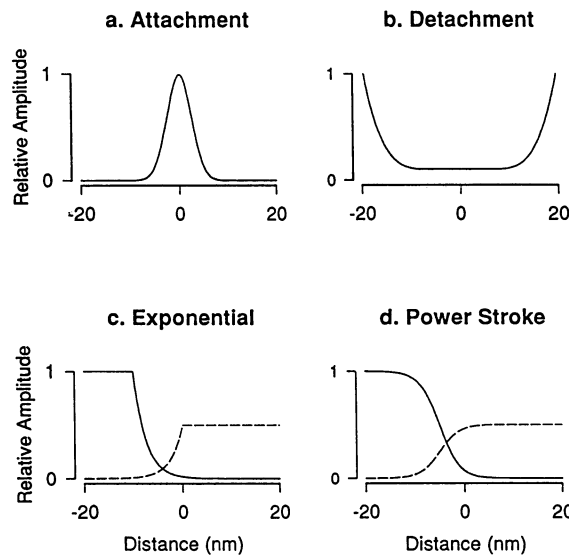 a. Attachment
b. Detachment
Relative Amplitude
1
0
-20
0
20
1
0
-20
0
20
c. Exponential
d. Power Stroke
Relative Amplitude
1
0
-20
0
20
Distance (nm)
1
0
-20
0
20
Distance (nm)